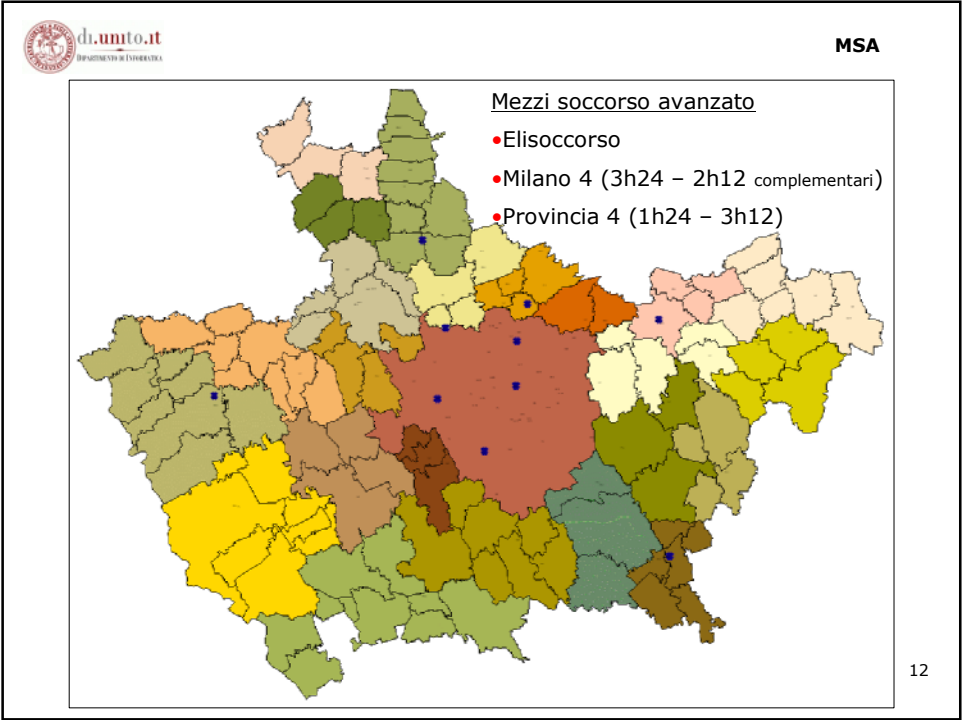 di.unito.it
DIPARTIMENTO DI INFORMATICA
MSA
Mezzi soccorso avanzato
•Elisoccorso
•Milano 4 (3h24 – 2h12 complementari)
•Provincia 4 (1h24 – 3h12)
12